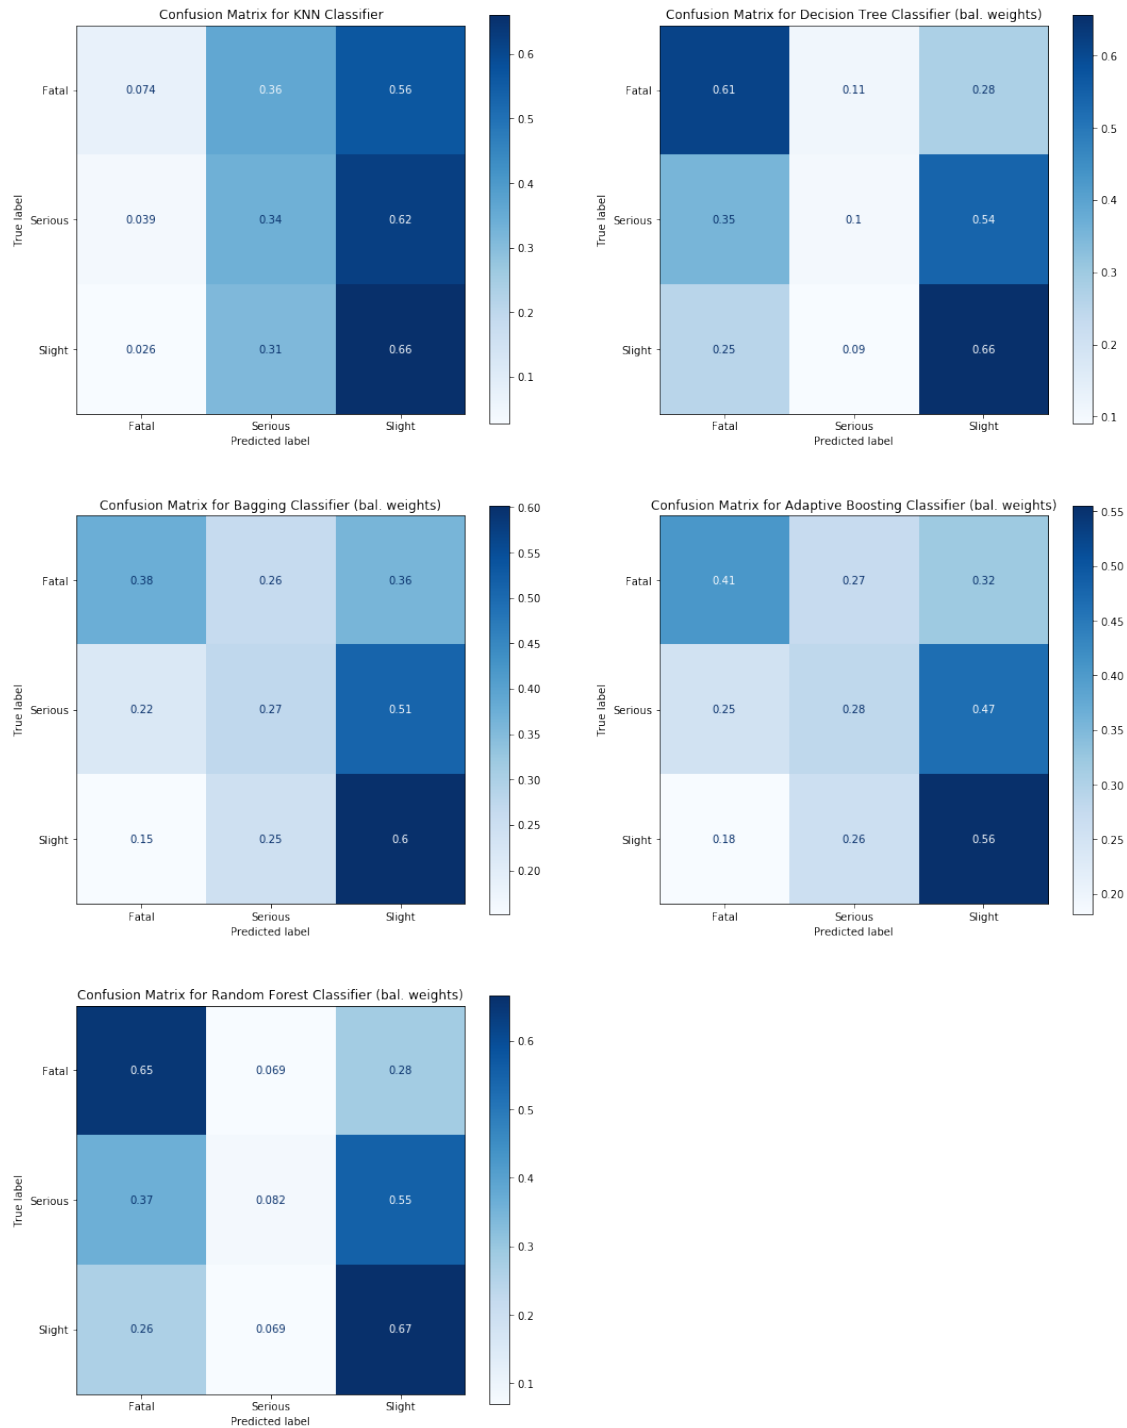 Confusion Matrix for KNN Classifier
Fatal
Serious
Slight
True label
0.074 0.36 0.56
0.039 0.34 0.62
0.026 0.31 0.66
Fatal Serious Slight
Predicted label
0.6
0.5
0.4
0.3
0.2
0.1
Confusion Matrix for Decision Tree Classifier (bal. weights)
Fatal
Serious
Slight
True label
0.61 0.11 0.28
0.35 0.1 0.54
0.25 0.09 0.66
Fatal Serious Slight
Predicted label
0.6
0.5
0.4
0.3
0.2
0.1
Confusion Matrix for Bagging Classifier (bal. weights)
Fatal
Serious
Slight
True label
0.38 0.26 0.36
0.22 0.27 0.51
0.15 0.25 0.6
Fatal Serious Slight
Predicted label
0.60
0.55
0.50
0.45
0.40
0.35
0.30
0.25
0.20
Confusion Matrix for Adaptive Boosting Classifier (bal. weights)
Fatal
Serious
Slight
True label
0.41 0.27 0.32
0.25 0.28 0.47
0.18 0.26 0.56
Fatal Serious Slight
Predicted label
0.55
0.50
0.45
0.40
0.35
0.30
0.25
0.20
Confusion Matrix for Random Forest Classifier (bal. weights)
Fatal
Serious
Slight
True label
0.65 0.069 0.28
0.37 0.082 0.55
0.26 0.069 0.67
Fatal Serious Slight
Predicted label
0.6
0.5
0.4
0.3
0.2
0.1